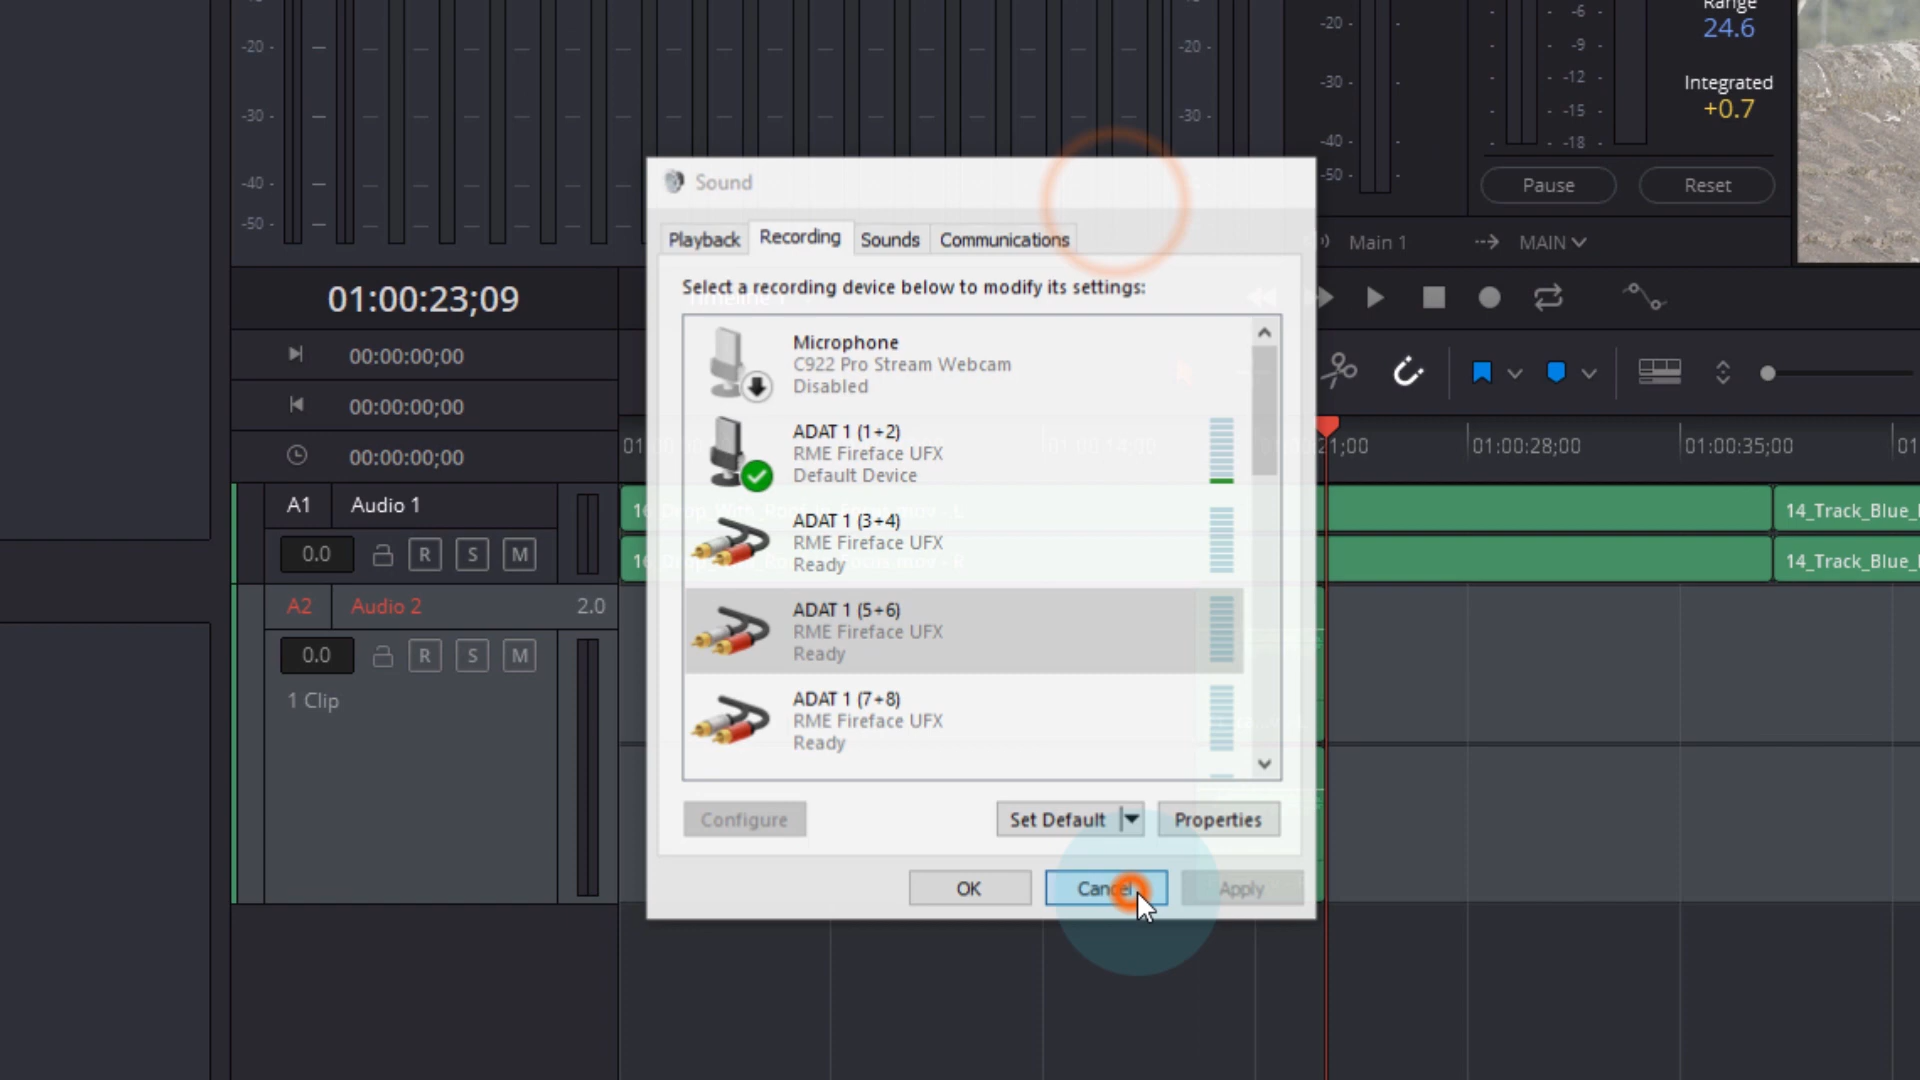 -20 -
-30 -
-40 -
-50 -
-20 -
-30 -
-20 -
-30 -
-40 -
-50 -
-6
-9
-12
-15
-18
Range
24.6
Integrated
+0.7
Pause
Reset
Main 1
MAIN
Sound
Playback
Recording
Sounds
Communications
Select a recording device below to modify its settings:
Microphone
C922 Pro Stream Webcam
Disabled
ADAT 1 (1+2)
RME Fireface UFX
Default Device
ADAT 1 (3+4)
RME Fireface UFX
Ready
ADAT 1 (5+6)
RME Fireface UFX
Ready
ADAT 1 (7+8)
RME Fireface UFX
Ready
Configure
Set Default
Properties
OK
Cancel
Apply
01:00:23;09
00:00:00;00
00:00:00;00
00:00:00;00
01:00:28;00
01:00:35;00
01
A1
Audio 1
0.0
R
S
M
14_Track_Blue_
14_Track_Blue_
A2
Audio 2
2.0
0.0
R
S
M
1 Clip